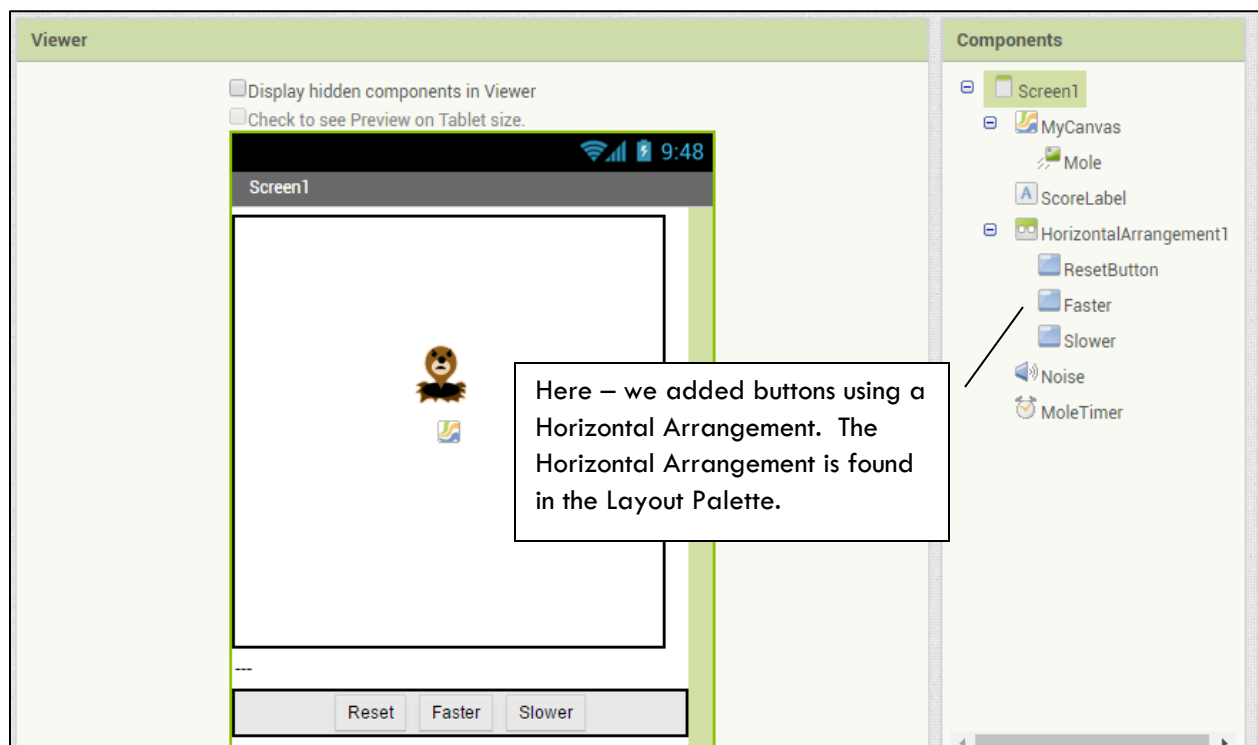 Viewer
Display hidden components in Viewer
Check to see Preview on Tablet size.
9:48
Screen1
---
Reset
Faster
Slower
Here – we added buttons using a
Horizontal Arrangement. The
Horizontal Arrangement is found
in the Layout Palette.
Components
Screen1
MyCanvas
Mole
A
ScoreLabel
HorizontalArrangement1
ResetButton
Faster
Slower
Noise
MoleTimer